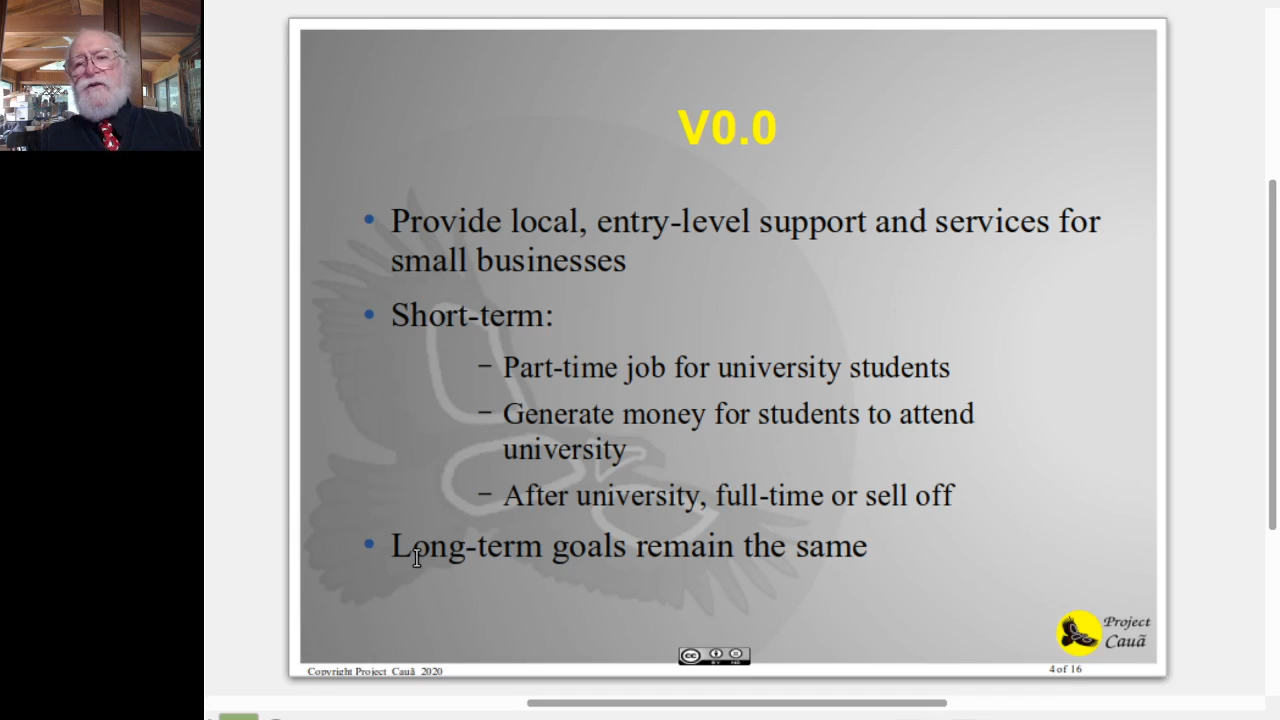 V0.0
Provide local, entry-level support and services for
small businesses
Short-term:
Part-time job for university students
Generate money for students to attend
university
After university, full-time or sell off
Long-term goals remain the same
Project
Cauã
Copyright Project Cauã 2020
4 of 16